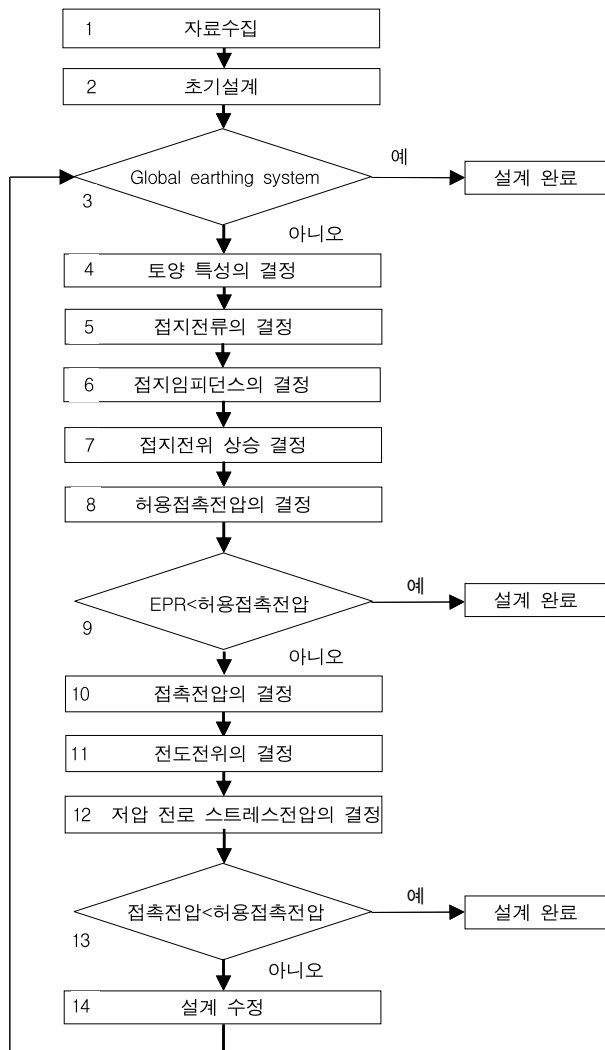 1 자료수집
2 초기설계
Global earthing system
예
설계 완료
3
아니오
4 토양 특성의 결정
5 접지전류의 결정
6 접지임피던스의 결정
7 접지전위 상승 결정
8 허용접촉전압의 결정
EPR<허용접촉전압
예
설계 완료
9
아니오
10 접촉전압의 결정
11 전도전위의 결정
12 저압 전로 스트레스전압의 결정
접촉전압<허용접촉전압
예
설계 완료
13
아니오
14 설계 수정